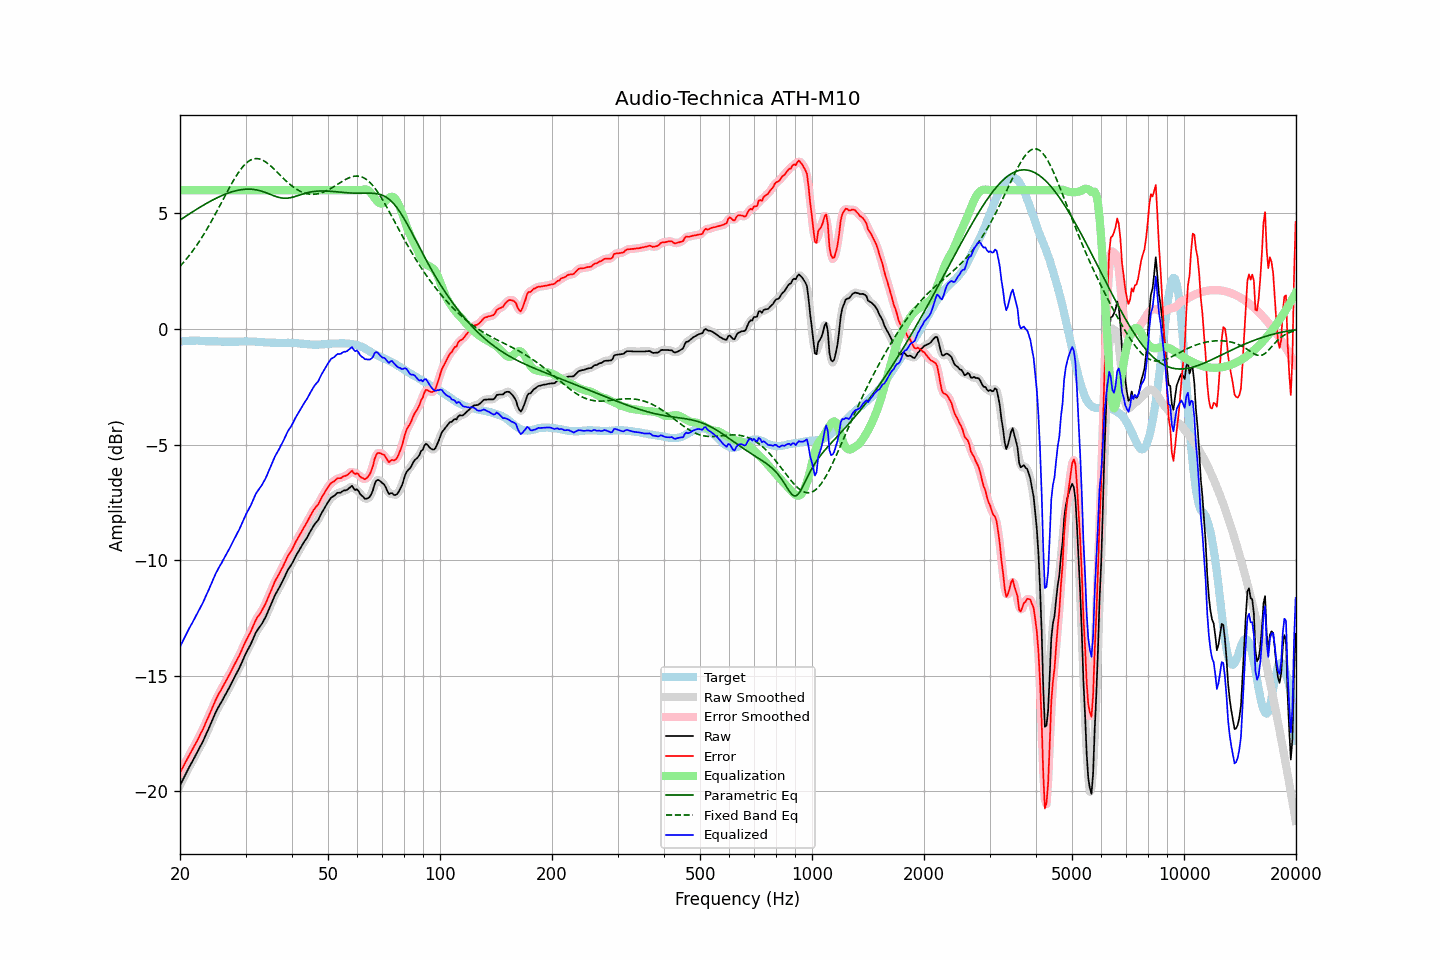 Audio-Technica ATH-M10
Amplitude (dBr)
5
0
−5
−10
−15
−20
Target
Raw Smoothed
Error Smoothed
Raw
Error
Equalization
Parametric Eq
Fixed Band Eq
Equalized
20 50 100 200 500 1000 2000 5000 10000 20000
Frequency (Hz)